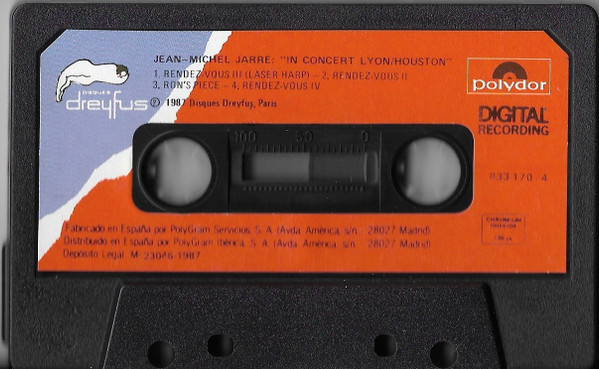 JEAN-MICHEL JARRE: "IN CONCERT LYON/HOUSTON"
1. RENDEZ-VOUS III (LASER HARP) – 2. RENDEZ-VOUS II
3. RON'S PIECE – 4. RENDEZ-VOUS IV
DISQUES
dreyfus
℗ 1987 Disques Dreyfus, Paris
polydor
DIGITAL
RECORDING
833 170-4
100 50 0
Fabricado en España por PolyGram Servicios, S. A. (Avda. América, s/n. 28027 Madrid)
Distribuido en España por PolyGram Ibérica, S. A. (Avda. América, s/n. 28027 Madrid)
Depósito Legal: M-23046-1987